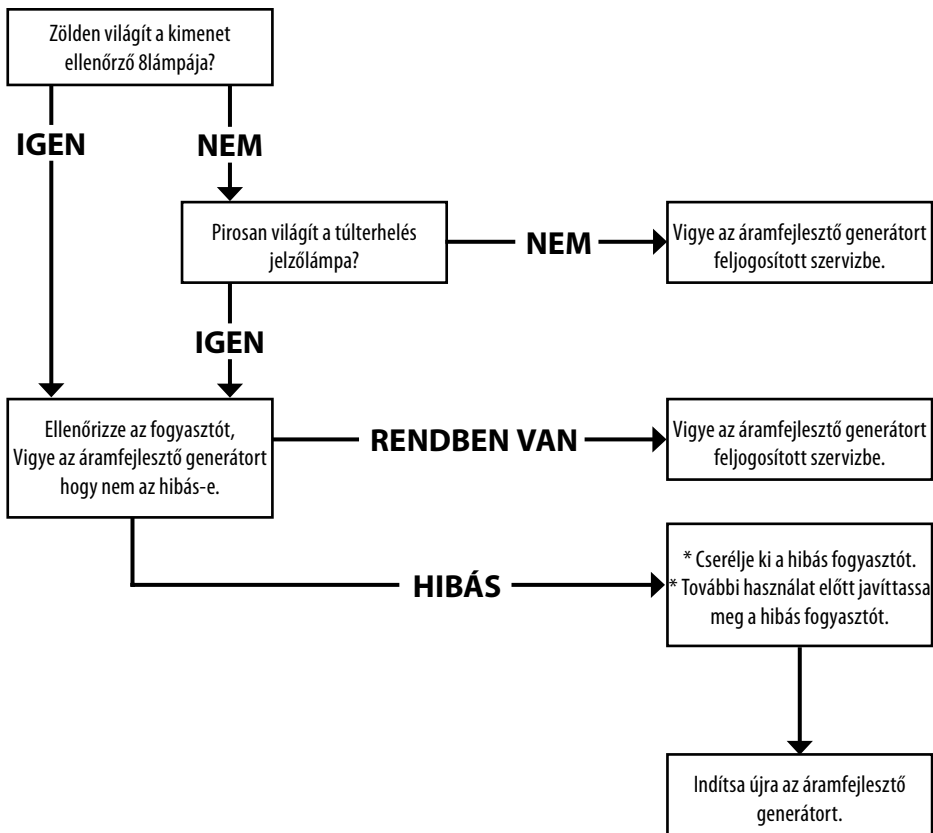 Zölden világít a kimenet
ellenőrző 8lámpája?
IGEN
NEM
Pirosan világít a túlterhelés
jelzőlámpa?
NEM
Vigye az áramfejlesztő generátort
feljogosított szervizbe.
IGEN
Ellenőrizze az fogyasztót,
Vigye az áramfejlesztő generátort
hogy nem az hibás-e.
RENDBEN VAN
Vigye az áramfejlesztő generátort
feljogosított szervizbe.
HIBÁS
* Cserélje ki a hibás fogyasztót.
* További használat előtt javíttassa
meg a hibás fogyasztót.
Indítsa újra az áramfejlesztő
generátort.